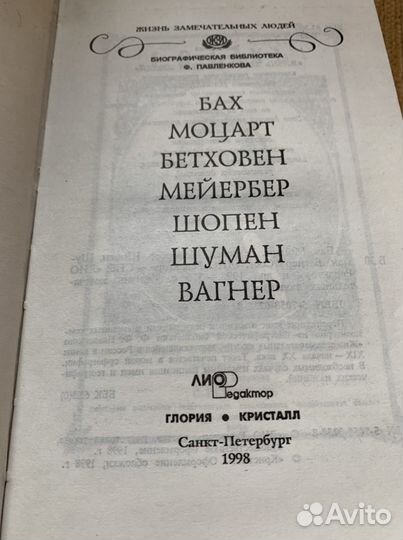 ЖИЗНЬ ЗАМЕЧАТЕЛЬНЫХ ЛЮДЕЙ
БИОГРАФИЧЕСКАЯ БИБЛИОТЕКА
Ф. ПАВЛЕНКОВА
БАХ
МОЦАРТ
БЕТХОВЕН
МЕЙЕРБЕР
ШОПЕН
ШУМАН
ВАГНЕР
ЛИО
Редактор
ГЛОРИЯ • КРИСТАЛЛ
Санкт-Петербург
1998
Avito